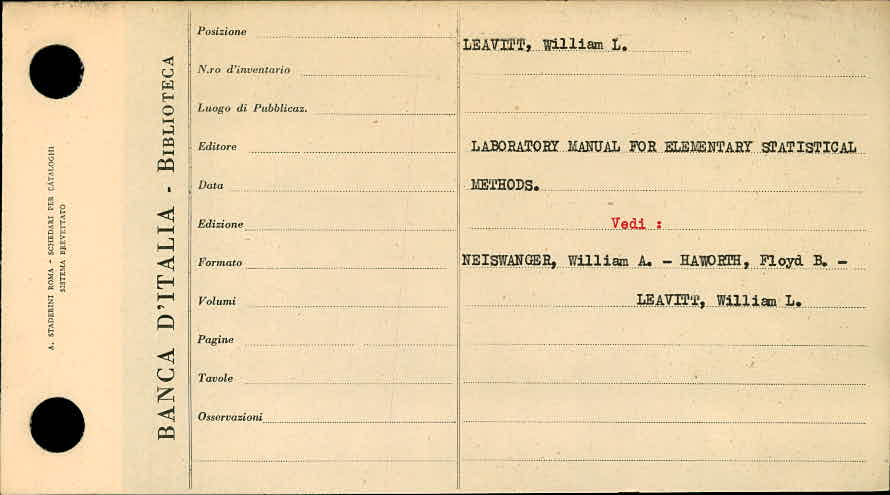 A. STADERINI ROMA - SCHEDARI PER CATALOGHI
SISTEMA BREVETTATO
BANCA D'ITALIA - BIBLIOTECA
Posizione
N.ro d'inventario
Luogo di Pubblicaz.
Editore
Data
Edizione
Formato
Volumi
Pagine
Tavole
Osservazioni
LEAVITT, William L.
LABORATORY MANUAL FOR ELEMENTARY STATISTICAL
METHODS.
Vedi :
NEISWANGER, William A. - HAWORTH, Floyd B. -
LEAVITT, William L.